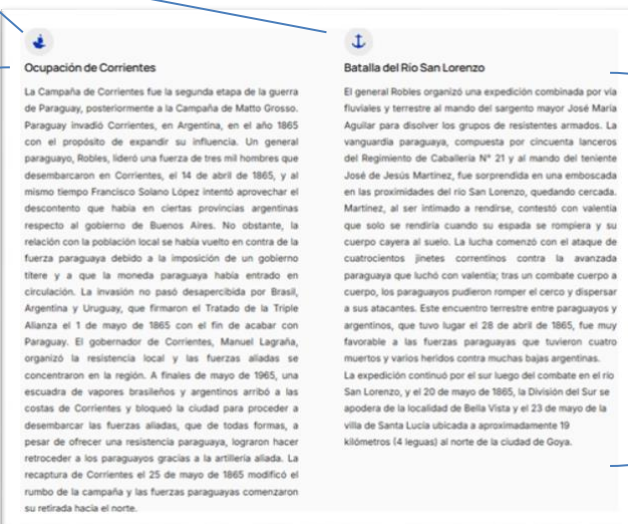 Ocupación de Corrientes
La Campaña de Corrientes fue la segunda etapa de la guerra
de Paraguay, posteriormente a la Campaña de Matto Grosso.
Paraguay invadió Corrientes, en Argentina, en el año 1865
con el propósito de expandir su influencia. Un general
paraguayo, Robles, lideró una fuerza de tres mil hombres que
desembarcaron en Corrientes, el 14 de abril de 1865, y al
mismo tiempo Francisco Solano López intentó aprovechar el
descontento que había en ciertas provincias argentinas
respecto al gobierno de Buenos Aires. No obstante, la
relación con la población local se había vuelto en contra de la
fuerza paraguaya debido a la imposición de un gobierno
títere y a que la moneda paraguaya había entrado en
circulación. La invasión no pasó desapercibida por Brasil,
Argentina y Uruguay, que firmaron el Tratado de la Triple
Alianza el 1 de mayo de 1865 con el fin de acabar con
Paraguay. El gobernador de Corrientes, Manuel Lagraña,
organizó la resistencia local y las fuerzas aliadas se
concentraron en la región. A finales de mayo de 1965, una
escuadra de vapores brasileños y argentinos arribó a las
costas de Corrientes y bloqueó la ciudad para proceder a
desembarcar las fuerzas aliadas, que de todas formas, a
pesar de ofrecer una resistencia paraguaya, lograron hacer
retroceder a los paraguayos gracias a la artillería aliada. La
recaptura de Corrientes el 25 de mayo de 1865 modificó el
rumbo de la campaña y las fuerzas paraguayas comenzaron
su retirada hacia el norte.
Batalla del Río San Lorenzo
El general Robles organizó una expedición combinada por vía
fluviales y terrestre al mando del sargento mayor José María
Aguilar para disolver los grupos de resistentes armados. La
vanguardia paraguaya, compuesta por cincuenta lanceros
del Regimiento de Caballería N° 21 y al mando del teniente
José de Jesús Martínez, fue sorprendida en una emboscada
en las proximidades del río San Lorenzo, quedando cercada.
Martínez, al ser intimado a rendirse, contestó con valentía
que solo se rendiría cuando su espada se rompiera y su
cuerpo cayera al suelo. La lucha comenzó con el ataque de
cuatrocientos jinetes correntinos contra la avanzada
paraguaya que luchó con valentía; tras un combate cuerpo a
cuerpo, los paraguayos pudieron romper el cerco y dispersar
a sus atacantes. Este encuentro terrestre entre paraguayos y
argentinos, que tuvo lugar el 28 de abril de 1865, fue muy
favorable a las fuerzas paraguayas que tuvieron cuatro
muertos y varios heridos contra muchas bajas argentinas.
La expedición continuó por el sur luego del combate en el río
San Lorenzo, y el 20 de mayo de 1865, la División del Sur se
apodera de la localidad de Bella Vista y el 23 de mayo de la
villa de Santa Lucía ubicada a aproximadamente 19
kilómetros (4 leguas) al norte de la ciudad de Goya.